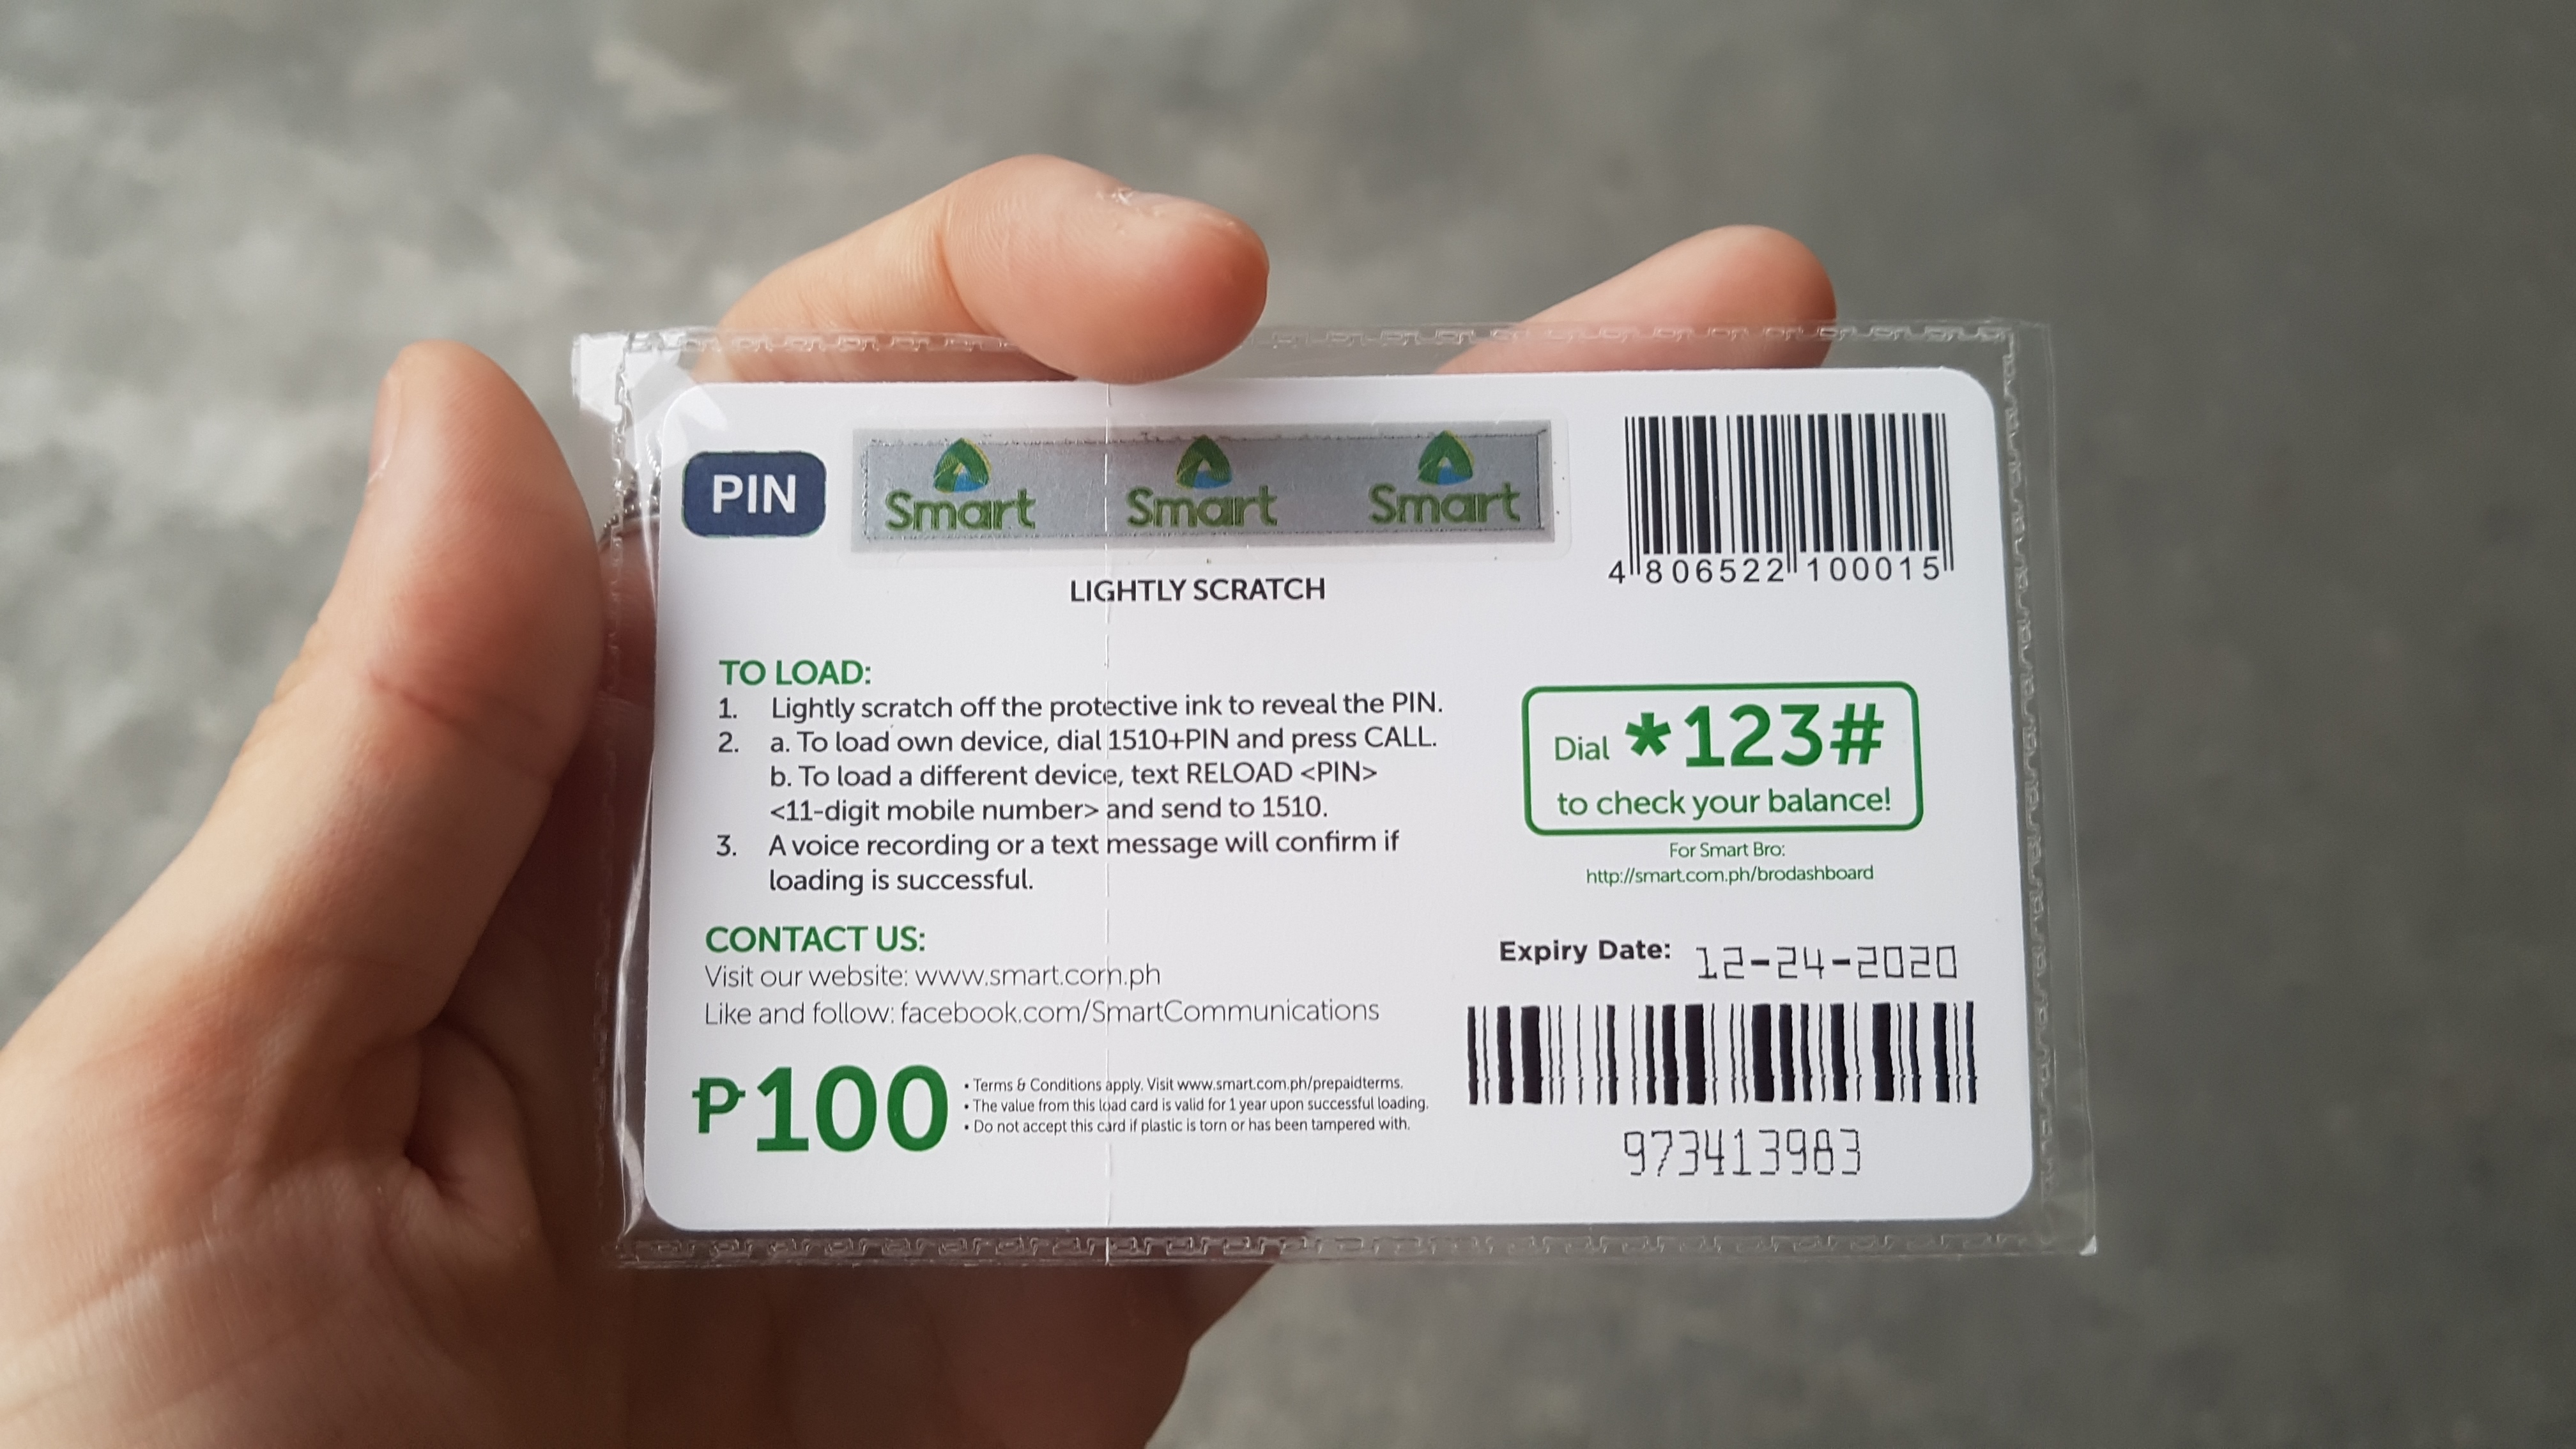 PIN
Smart Smart Smart
LIGHTLY SCRATCH
4 806522 100015
TO LOAD:
1. Lightly scratch off the protective ink to reveal the PIN.
2. a. To load own device, dial 1510+PIN and press CALL.
b. To load a different device, text RELOAD <PIN>
<11-digit mobile number> and send to 1510.
3. A voice recording or a text message will confirm if
loading is successful.
Dial *123#
to check your balance!
For Smart Bro:
http://smart.com.ph/brodashboard
CONTACT US:
Visit our website: www.smart.com.ph
Like and follow: facebook.com/SmartCommunications
Expiry Date: 12-24-2020
₱100
• Terms & Conditions apply. Visit www.smart.com.ph/prepaidterms.
• The value from this load card is valid for 1 year upon successful loading.
• Do not accept this card if plastic is torn or has been tampered with.
973413983